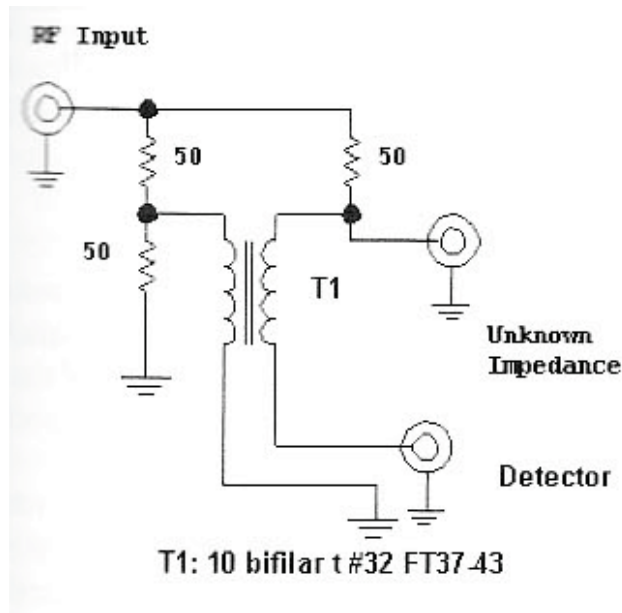 RF Input
50
50
50
T1
Unknown
Impedance
Detector
T1: 10 bifilar t #32 FT37-43